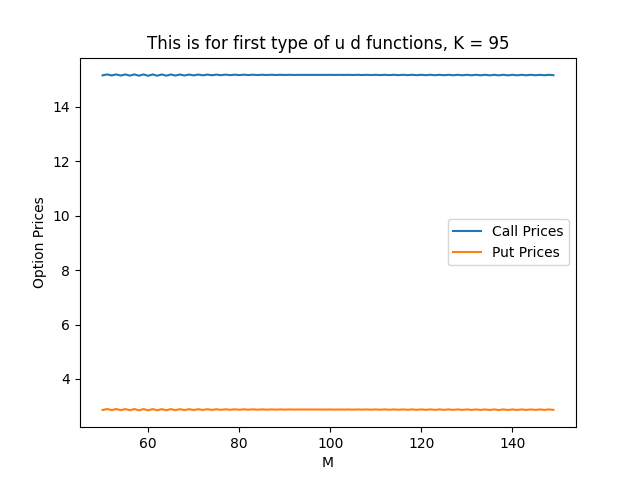 This is for first type of u d functions, K = 95
Option Prices
14
12
10
8
6
4
Call Prices
Put Prices
60 80 100 120 140
M